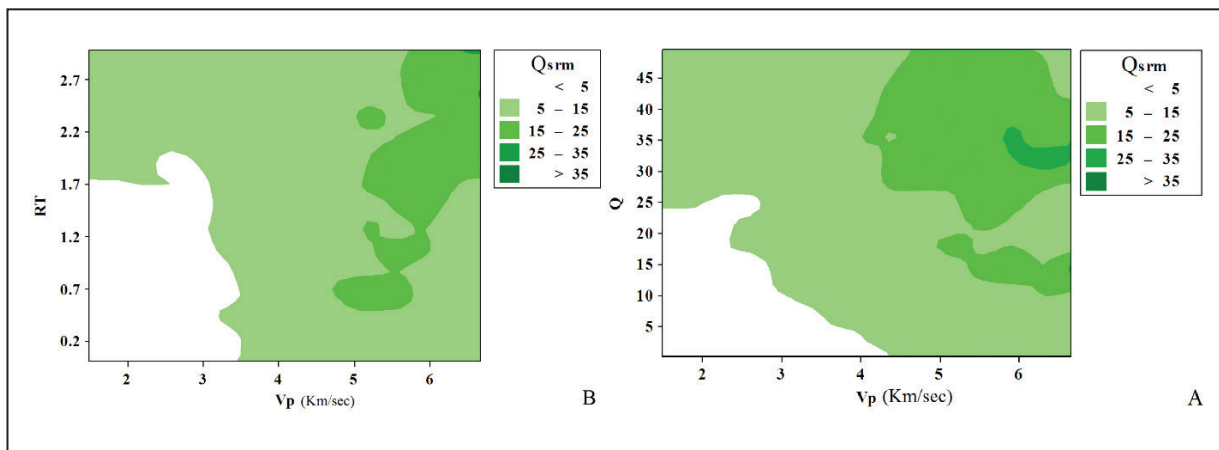 Qsrm
< 5
5 – 15
15 – 25
25 – 35
> 35
2.7
2.2
1.7
1.2
0.7
0.2
RT
2 3 4 5 6
Vp (Km/sec)
B
Qsrm
< 5
5 – 15
15 – 25
25 – 35
> 35
45
40
35
30
25
20
15
10
5
Q
2 3 4 5 6
Vp (Km/sec)
A